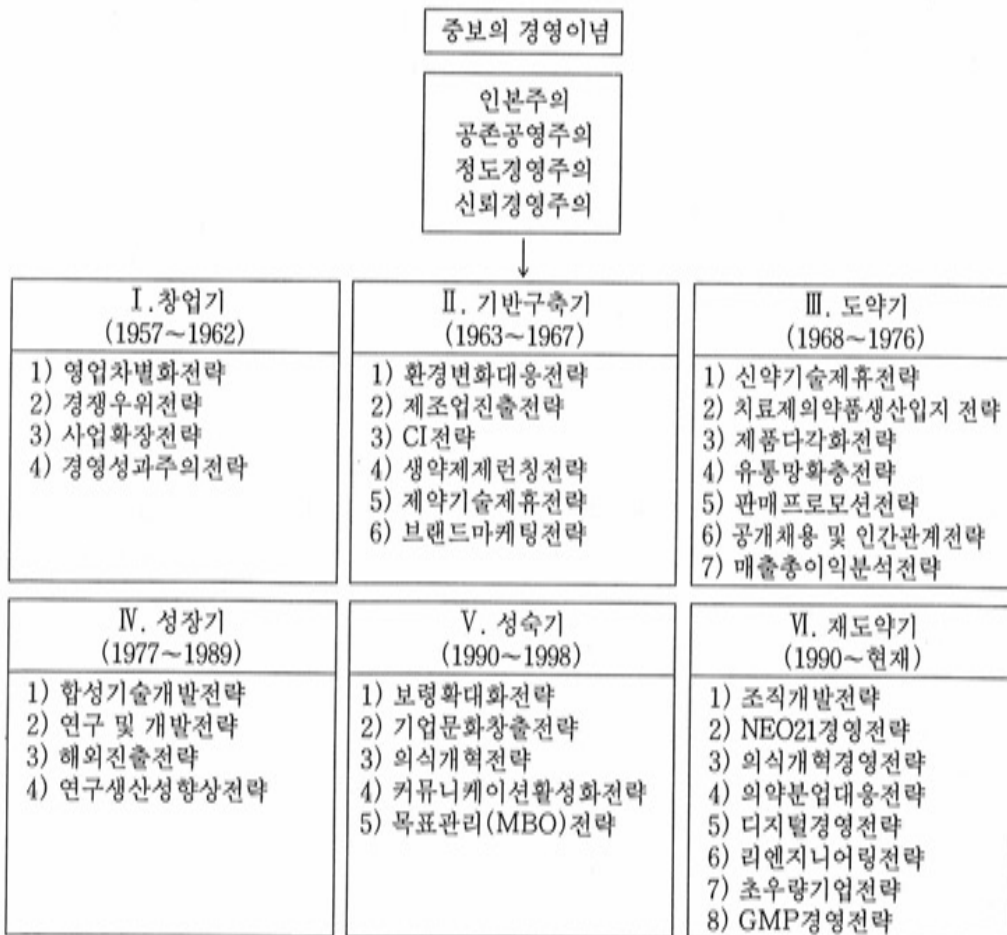 중보의 경영이념
인본주의
공존공영주의
정도경영주의
신뢰경영주의
Ⅰ. 창업기
(1957~1962)
1) 영업차별화전략
2) 경쟁우위전략
3) 사업확장전략
4) 경영성과주의전략
Ⅱ. 기반구축기
(1963~1967)
1) 환경변화대응전략
2) 제조업진출전략
3) CI전략
4) 생약제제런칭전략
5) 제약기술제휴전략
6) 브랜드마케팅전략
Ⅲ. 도약기
(1968~1976)
1) 신약기술제휴전략
2) 치료제의약품생산입지 전략
3) 제품다각화전략
4) 유통망확충전략
5) 판매프로모션전략
6) 공개채용 및 인간관계전략
7) 매출총이익분석전략
Ⅳ. 성장기
(1977~1989)
1) 합성기술개발전략
2) 연구 및 개발전략
3) 해외진출전략
4) 연구생산성향상전략
Ⅴ. 성숙기
(1990~1998)
1) 보령확대화전략
2) 기업문화창출전략
3) 의식개혁전략
4) 커뮤니케이션활성화전략
5) 목표관리(MBO)전략
Ⅵ. 재도약기
(1990~현재)
1) 조직개발전략
2) NEO21경영전략
3) 의식개혁경영전략
4) 의약분업대응전략
5) 디지털경영전략
6) 리엔지니어링전략
7) 초우량기업전략
8) GMP경영전략